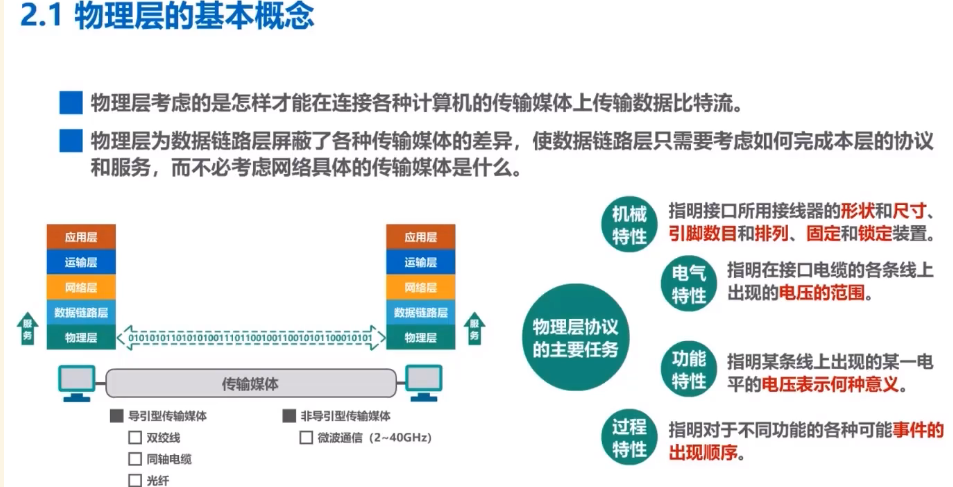 2.1 物理层的基本概念
物理层考虑的是怎样才能在连接各种计算机的传输媒体上传输数据比特流。
物理层为数据链路层屏蔽了各种传输媒体的差异，使数据链路层只需要考虑如何完成本层的协议
和服务，而不必考虑网络具体的传输媒体是什么。
应用层
运输层
网络层
数据链路层
物理层
服务
010101011010101001110110010011001010110001010​1
应用层
运输层
网络层
数据链路层
物理层
服务
传输媒体
导引型传输媒体
双绞线
同轴电缆
光纤
非导引型传输媒体
微波通信（2~40GHz）
物理层协议
的主要任务
机械
特性
指明接口所用接线器的形状和尺寸、
引脚数目和排列、固定和锁定装置。
电气
特性
指明在接口电缆的各条线上
出现的电压的范围。
功能
特性
指明某条线上出现的某一电
平的电压表示何种意义。
过程
特性
指明对于不同功能的各种可能事件的
出现顺序。